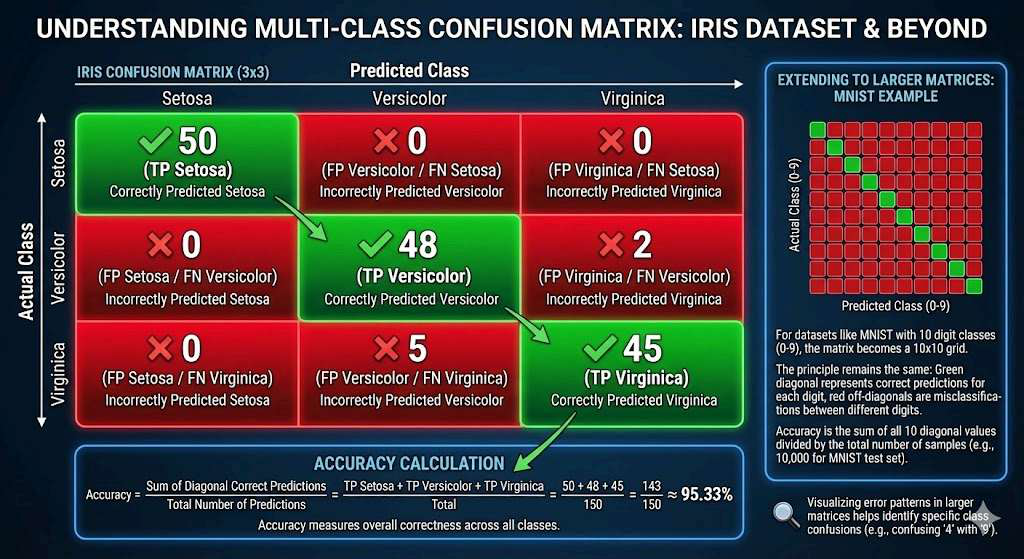 UNDERSTANDING MULTI-CLASS CONFUSION MATRIX: IRIS DATASET & BEYOND
IRIS CONFUSION MATRIX (3x3)
Predicted Class
Setosa
Versicolor
Virginica
Actual Class
Setosa
50
(TP Setosa)
Correctly Predicted Setosa
0
(FP Versicolor / FN Setosa)
Incorrectly Predicted Versicolor
0
(FP Virginica / FN Setosa)
Incorrectly Predicted Virginica
Versicolor
0
(FP Setosa / FN Versicolor)
Incorrectly Predicted Setosa
48
(TP Versicolor)
Correctly Predicted Versicolor
2
(FP Virginica / FN Versicolor)
Incorrectly Predicted Virginica
Virginica
0
(FP Setosa / FN Virginica)
Incorrectly Predicted Setosa
5
(FP Versicolor / FN Virginica)
Incorrectly Predicted Versicolor
45
(TP Virginica)
Correctly Predicted Virginica
ACCURACY CALCULATION
Accuracy = Sum of Diagonal Correct Predictions / Total Number of Predictions = TP Setosa + TP Versicolor + TP Virginica / Total = 50 + 48 + 45 / 150 = 143 / 150 ≈ 95.33%
Accuracy measures overall correctness across all classes.
EXTENDING TO LARGER MATRICES:
MNIST EXAMPLE
Actual Class (0-9)
Predicted Class (0-9)
For datasets like MNIST with 10 digit classes
(0-9), the matrix becomes a 10x10 grid.
The principle remains the same: Green
diagonal represents correct predictions for
each digit, red off-diagonals are misclassifica-
tions between different digits.
Accuracy is the sum of all 10 diagonal values
divided by the total number of samples (e.g.,
10,000 for MNIST test set).
Visualizing error patterns in larger
matrices helps identify specific class
confusions (e.g., confusing '4' with '9').